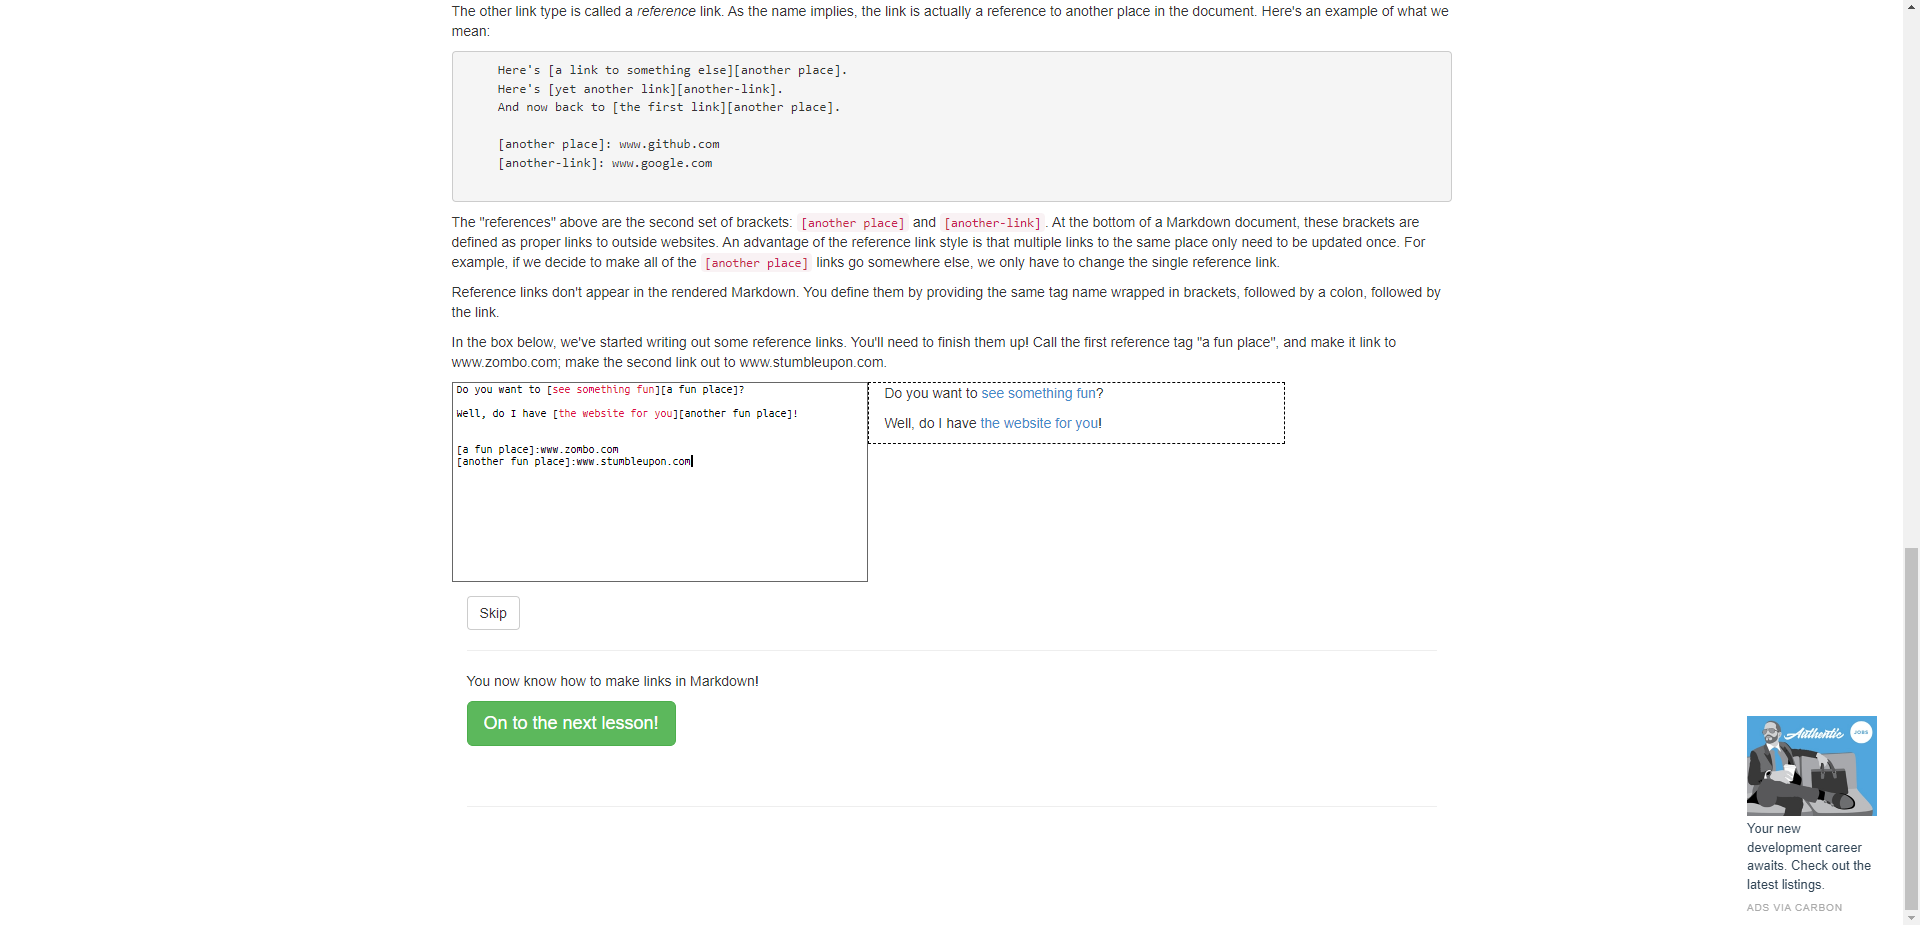 The other link type is called a reference link. As the name implies, the link is actually a reference to another place in the document. Here's an example of what we
mean:
Here's [a link to something else][another place].
Here's [yet another link][another-link].
And now back to [the first link][another place].
[another place]: www.github.com
[another-link]: www.google.com
The "references" above are the second set of brackets: [another place] and [another-link]. At the bottom of a Markdown document, these brackets are
defined as proper links to outside websites. An advantage of the reference link style is that multiple links to the same place only need to be updated once. For
example, if we decide to make all of the [another place] links go somewhere else, we only have to change the single reference link.
Reference links don't appear in the rendered Markdown. You define them by providing the same tag name wrapped in brackets, followed by a colon, followed by
the link.
In the box below, we've started writing out some reference links. You'll need to finish them up! Call the first reference tag "a fun place", and make it link to
www.zombo.com; make the second link out to www.stumbleupon.com.
Do you want to [see something fun][a fun place]?
Well, do I have [the website for you][another fun place]!
[a fun place]:www.zombo.com
[another fun place]:www.stumbleupon.com
Do you want to see something fun?
Well, do I have the website for you!
Skip
You now know how to make links in Markdown!
On to the next lesson!
Authentic JOBS
Your new
development career
awaits. Check out the
latest listings.
ADS VIA CARBON